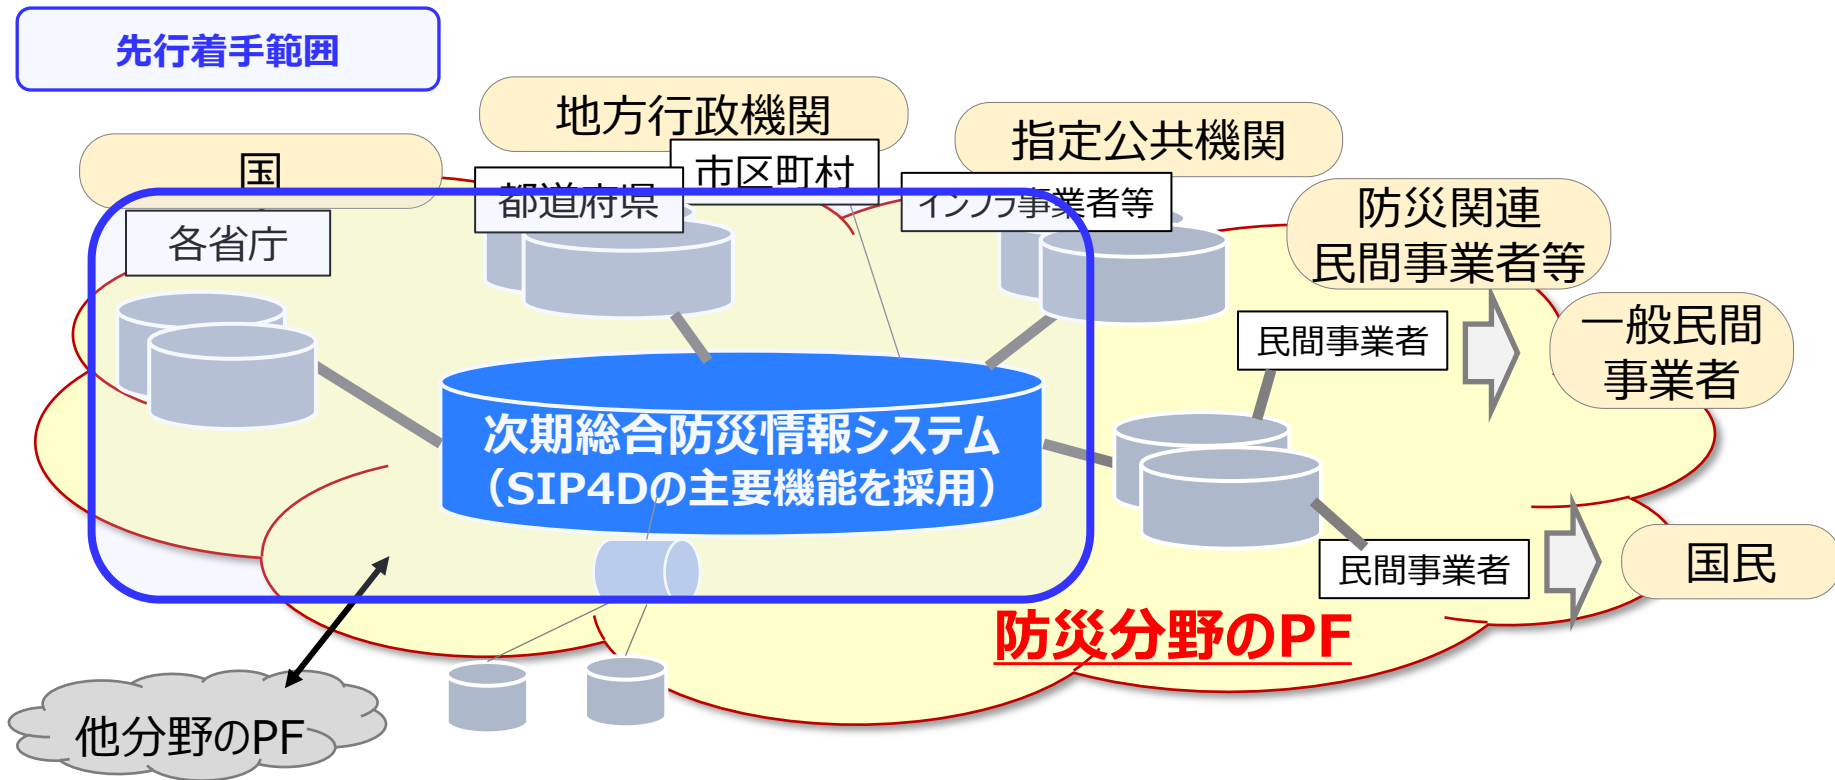 先行着手範囲
地方行政機関
指定公共機関
国
市区町村
都道府県
インフラ事業者等
各省庁
防災関連
民間事業者等
一般民間
事業者
民間事業者
次期総合防災情報システム
（SIP4Dの主要機能を採用）
民間事業者
国民
防災分野のPF
他分野のPF